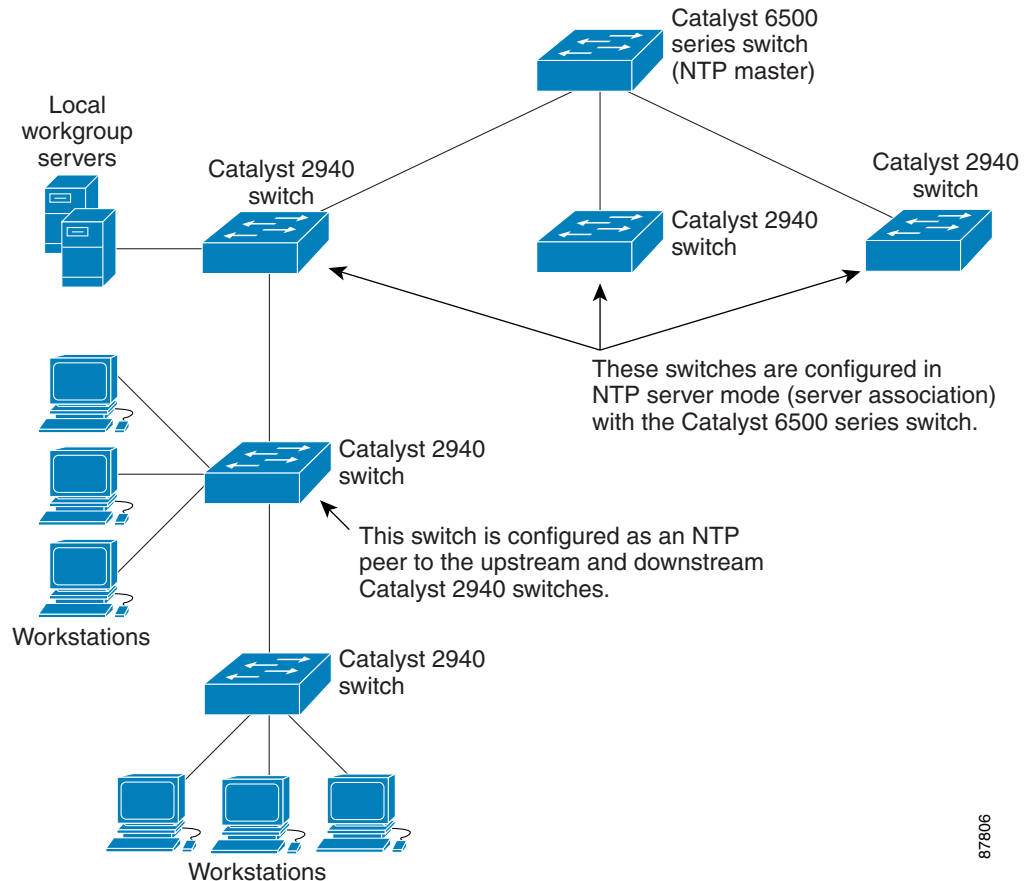 Catalyst 6500
series switch
(NTP master)
Local
workgroup
servers
Catalyst 2940
switch
Catalyst 2940
switch
Catalyst 2940
switch
These switches are configured in
NTP server mode (server association)
with the Catalyst 6500 series switch.
Catalyst 2940
switch
This switch is configured as an NTP
peer to the upstream and downstream
Catalyst 2940 switches.
Workstations
Catalyst 2940
switch
Workstations
87806